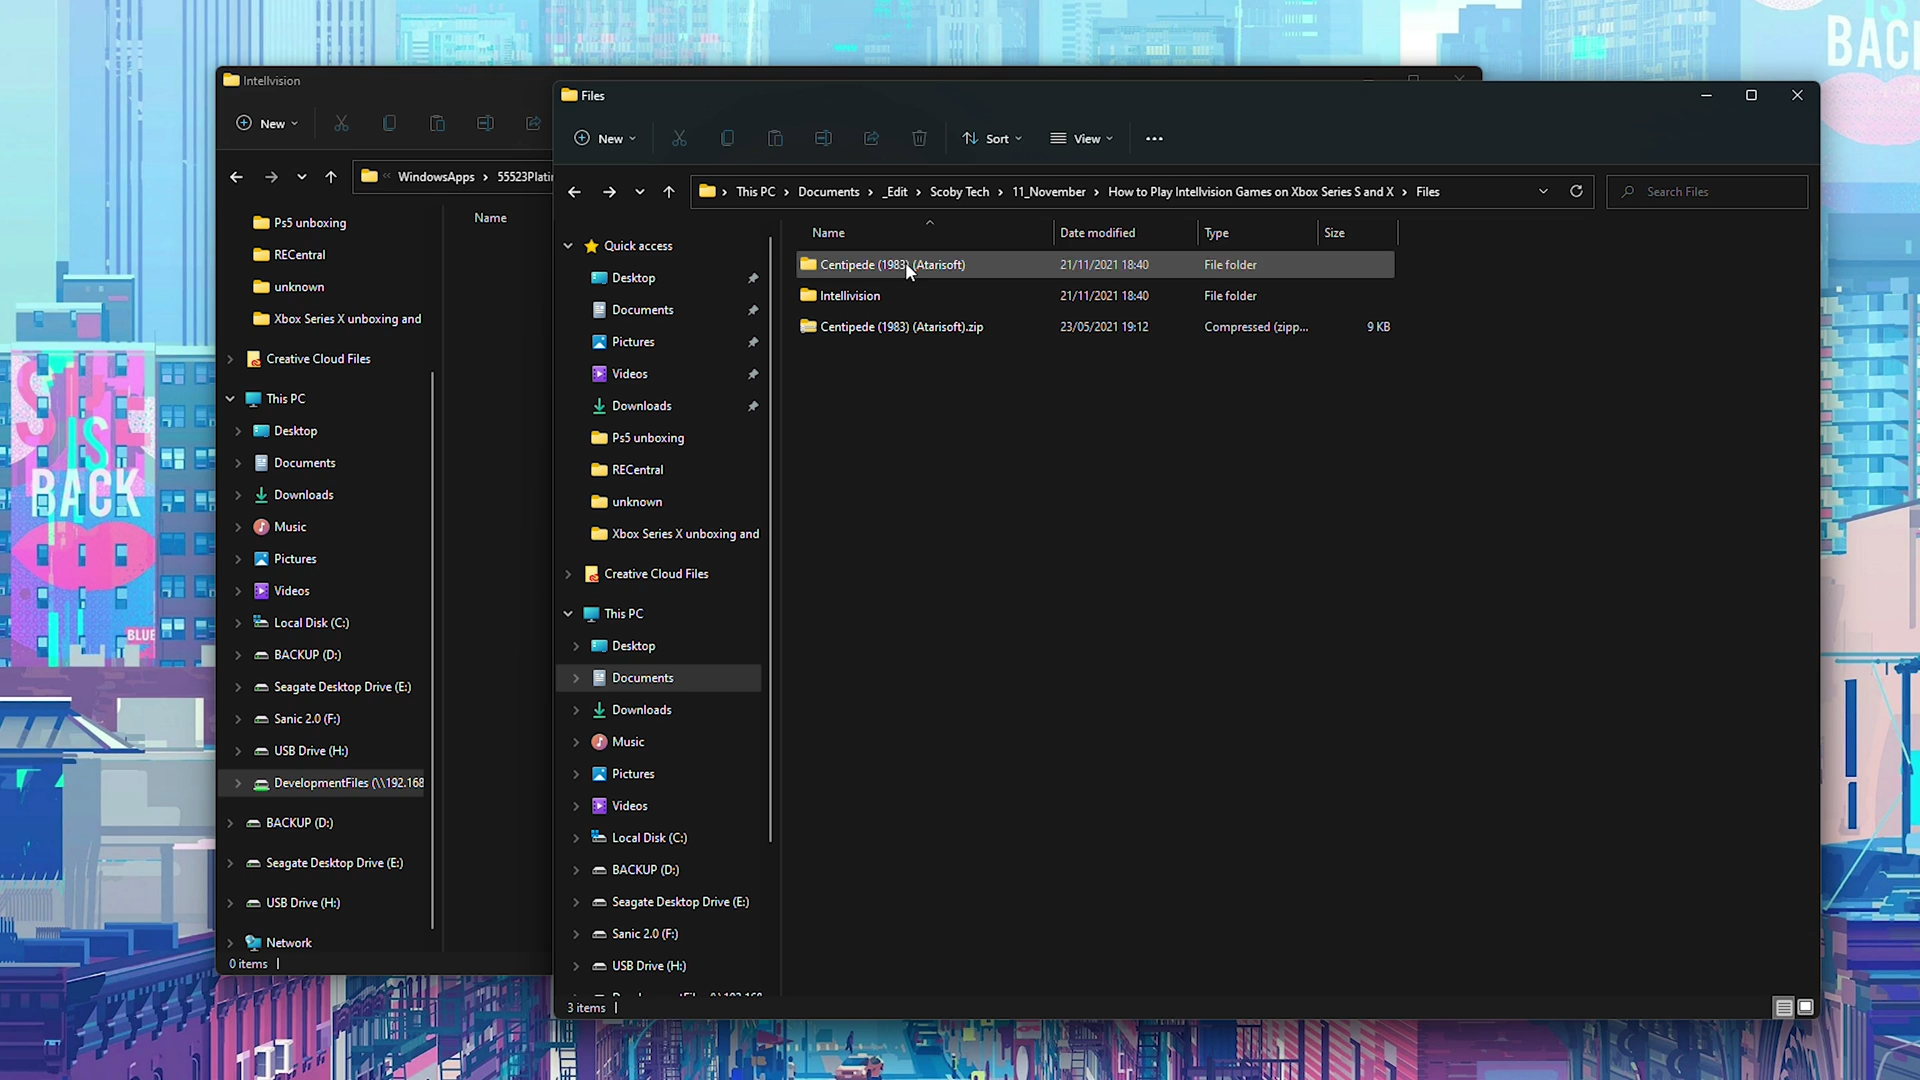 Intellvision
New
WindowsApps
Ps5 unboxing
RECentral
unknown
Xbox Series X unboxing and
Creative Cloud Files
This PC
Desktop
Documents
Downloads
Music
Pictures
Videos
Local Disk (C:)
BACKUP (D:)
Seagate Desktop Drive (E:)
Sanic 2.0 (F:)
USB Drive (H:)
DevelopmentFiles (\\192.168
BACKUP (D:)
Seagate Desktop Drive (E:)
USB Drive (H:)
Network
0 items
Name
Files
New
Sort
View
This PC > Documents > _Edit > Scoby Tech > 11_November > How to Play Intellvision Games on Xbox Series S and X > Files
Search Files
Name Date modified Type Size
Centipede (1983) (Atarisoft) 21/11/2021 18:40 File folder
Intellivision 21/11/2021 18:40 File folder
Centipede (1983) (Atarisoft).zip 23/05/2021 19:12 Compressed (zipp... 9 KB
Quick access
Desktop
Documents
Pictures
Videos
Downloads
Ps5 unboxing
RECentral
unknown
Xbox Series X unboxing and
Creative Cloud Files
This PC
Desktop
Documents
Downloads
Music
Pictures
Videos
Local Disk (C:)
BACKUP (D:)
Seagate Desktop Drive (E:)
Sanic 2.0 (F:)
USB Drive (H:)
3 items
IS
BACK
BLUE